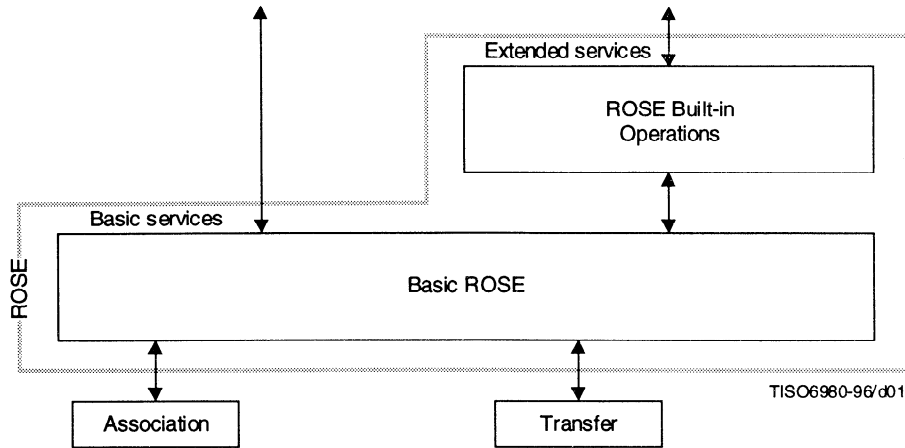 Extended services
ROSE Built-in
Operations
Basic services
ROSE
Basic ROSE
TISO6980-96/d01
Association
Transfer